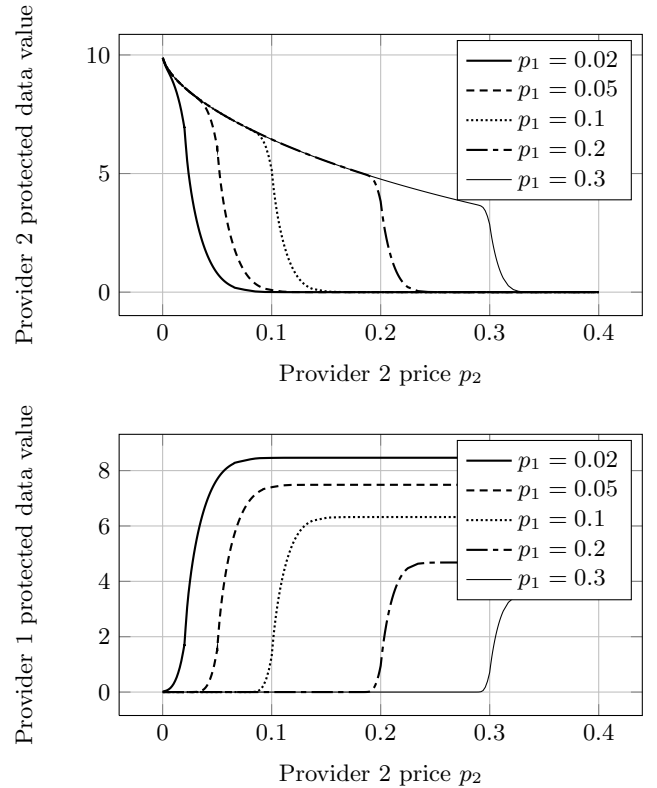 Provider 2 protected data value
10
5
0
p₁ = 0.02
p₁ = 0.05
p₁ = 0.1
p₁ = 0.2
p₁ = 0.3
0
0.1
0.2
0.3
0.4
Provider 2 price p₂
Provider 1 protected data value
8
6
4
2
0
p₁ = 0.02
p₁ = 0.05
p₁ = 0.1
p₁ = 0.2
p₁ = 0.3
0
0.1
0.2
0.3
0.4
Provider 2 price p₂